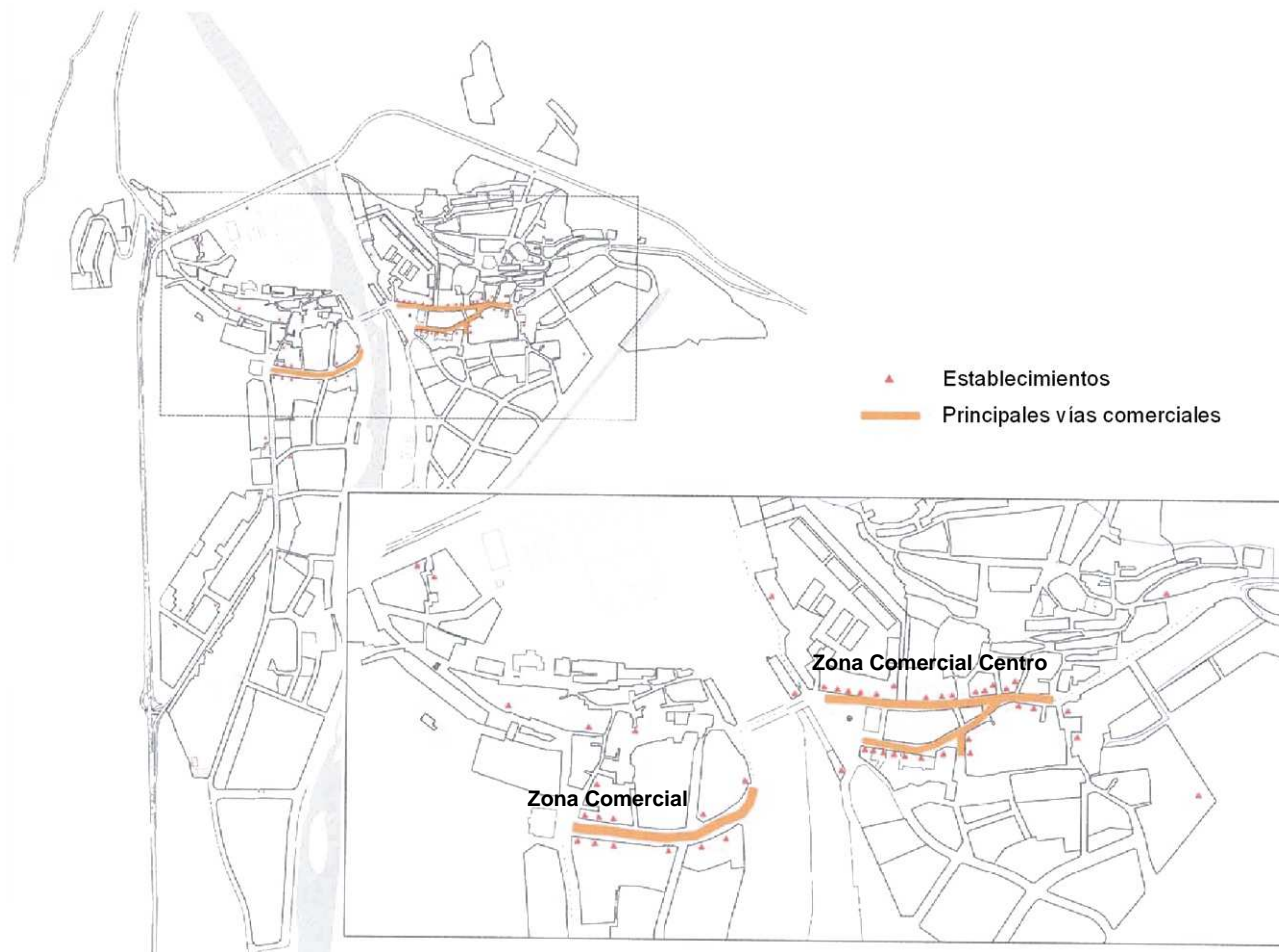 Establecimientos
Principales vías comerciales
Zona Comercial Centro
Zona Comercial